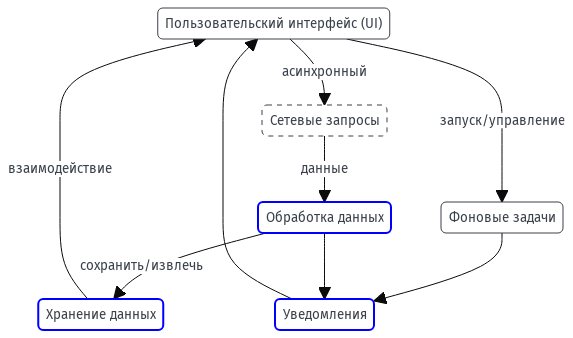 Пользовательский интерфейс (UI)
асинхронный
Сетевые запросы
запуск/управление
взаимодействие
данные
Обработка данных
Фоновые задачи
сохранить/извлечь
Хранение данных
Уведомления